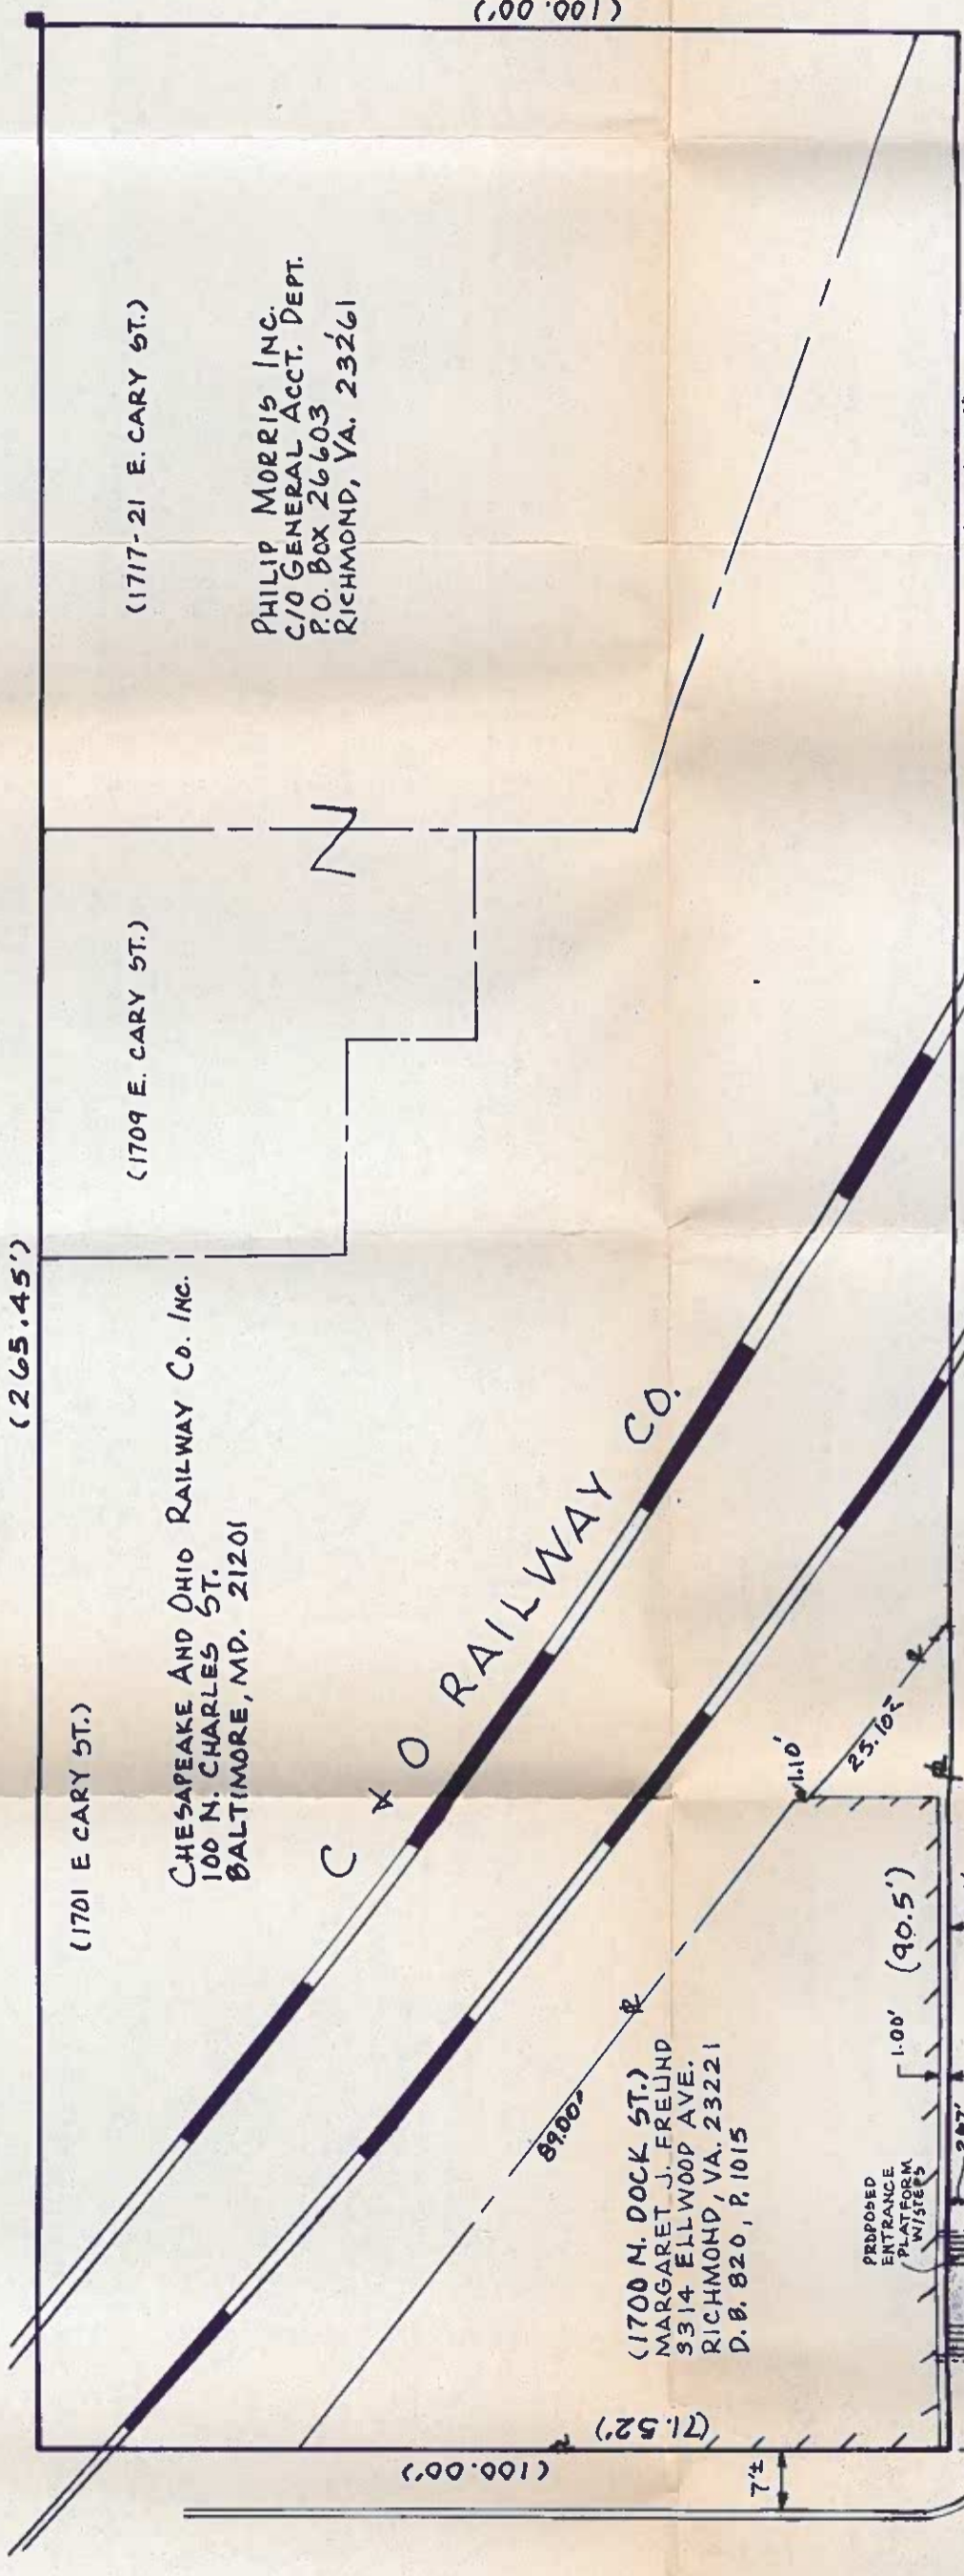 (265.45')
(100.00')
(1701 E CARY ST.)
CHESAPEAKE AND OHIO RAILWAY CO. INC.
100 N. CHARLES ST.
BALTIMORE, MD. 21201
(1709 E. CARY ST.)
(1717-21 E. CARY ST.)
PHILIP MORRIS INC.
C/O GENERAL ACCT. DEPT.
P.O. BOX 26603
RICHMOND, VA. 23261
N
C & O RAILWAY CO.
89.00'
R
1.10'
25.10'±
R
R
(1700 N. DOCK ST.)
MARGARET J. FREUND
3314 ELLWOOD AVE.
RICHMOND, VA. 23221
D.B. 820, P. 1015
(71.52')
(100.00')
7'±
PROPOSED
ENTRANCE
PLATFORM
W/STEPS
1.00'
(90.5')